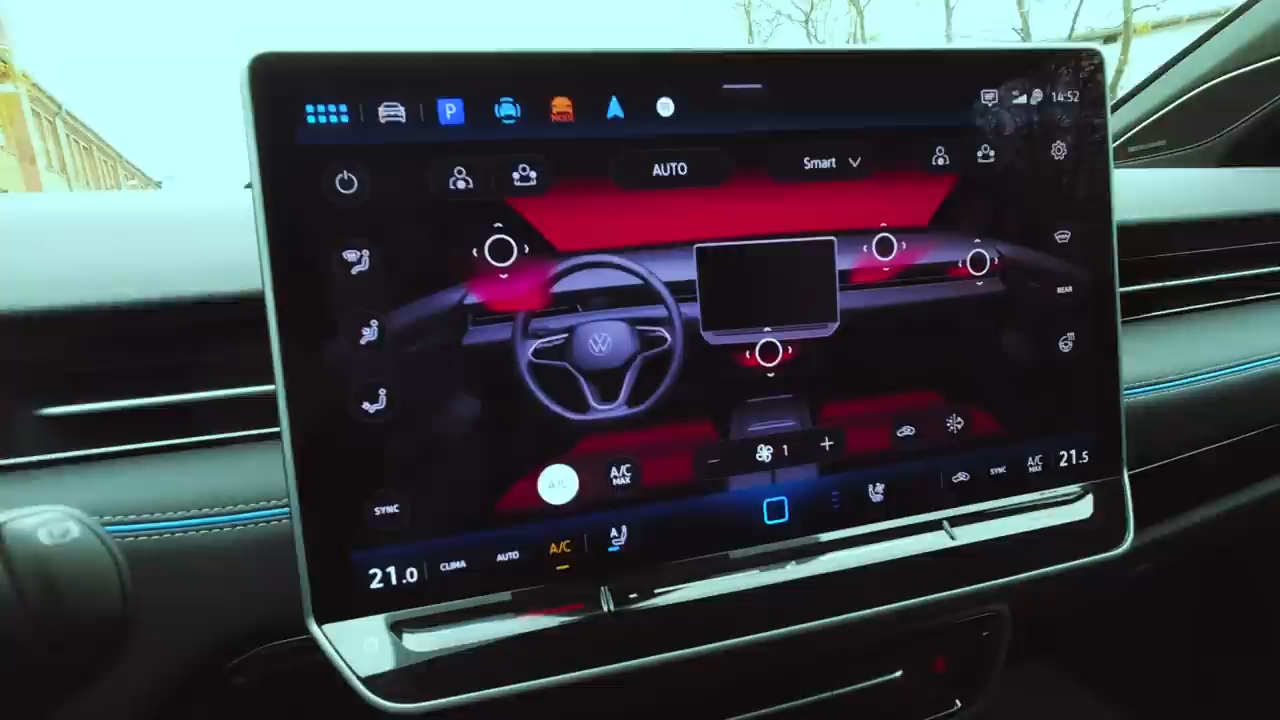 P
14:52
AUTO
Smart
REAR
1
A/C
A/C
MAX
SYNC
21.0
CLIMA
AUTO
A/C
A
SYNC
A/C
MAX
21.5